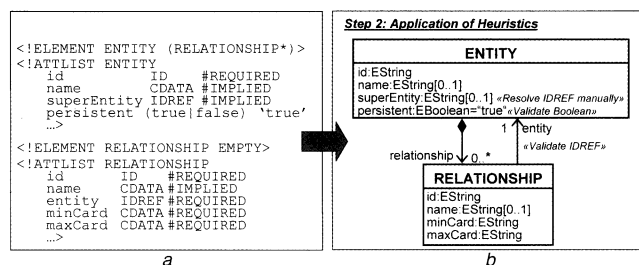 <!ELEMENT ENTITY (RELATIONSHIP*)>
<!ATTLIST ENTITY
id ID #REQUIRED
name CDATA #IMPLIED
superEntity IDREF #IMPLIED
persistent (true|false) 'true'
…>
<!ELEMENT RELATIONSHIP EMPTY>
<!ATTLIST RELATIONSHIP
id ID #REQUIRED
name CDATA #IMPLIED
entity IDREF #REQUIRED
minCard CDATA #REQUIRED
maxCard CDATA #REQUIRED
…>
a
Step 2: Application of Heuristics
ENTITY
id:EString
name:EString[0..1]
superEntity:EString[0..1] «Resolve IDREF manually»
persistent:EBoolean="true" «Validate Boolean»
1 entity
«Validate IDREF»
relationship 0..*
RELATIONSHIP
id:EString
name:EString[0..1]
minCard:EString
maxCard:EString
b